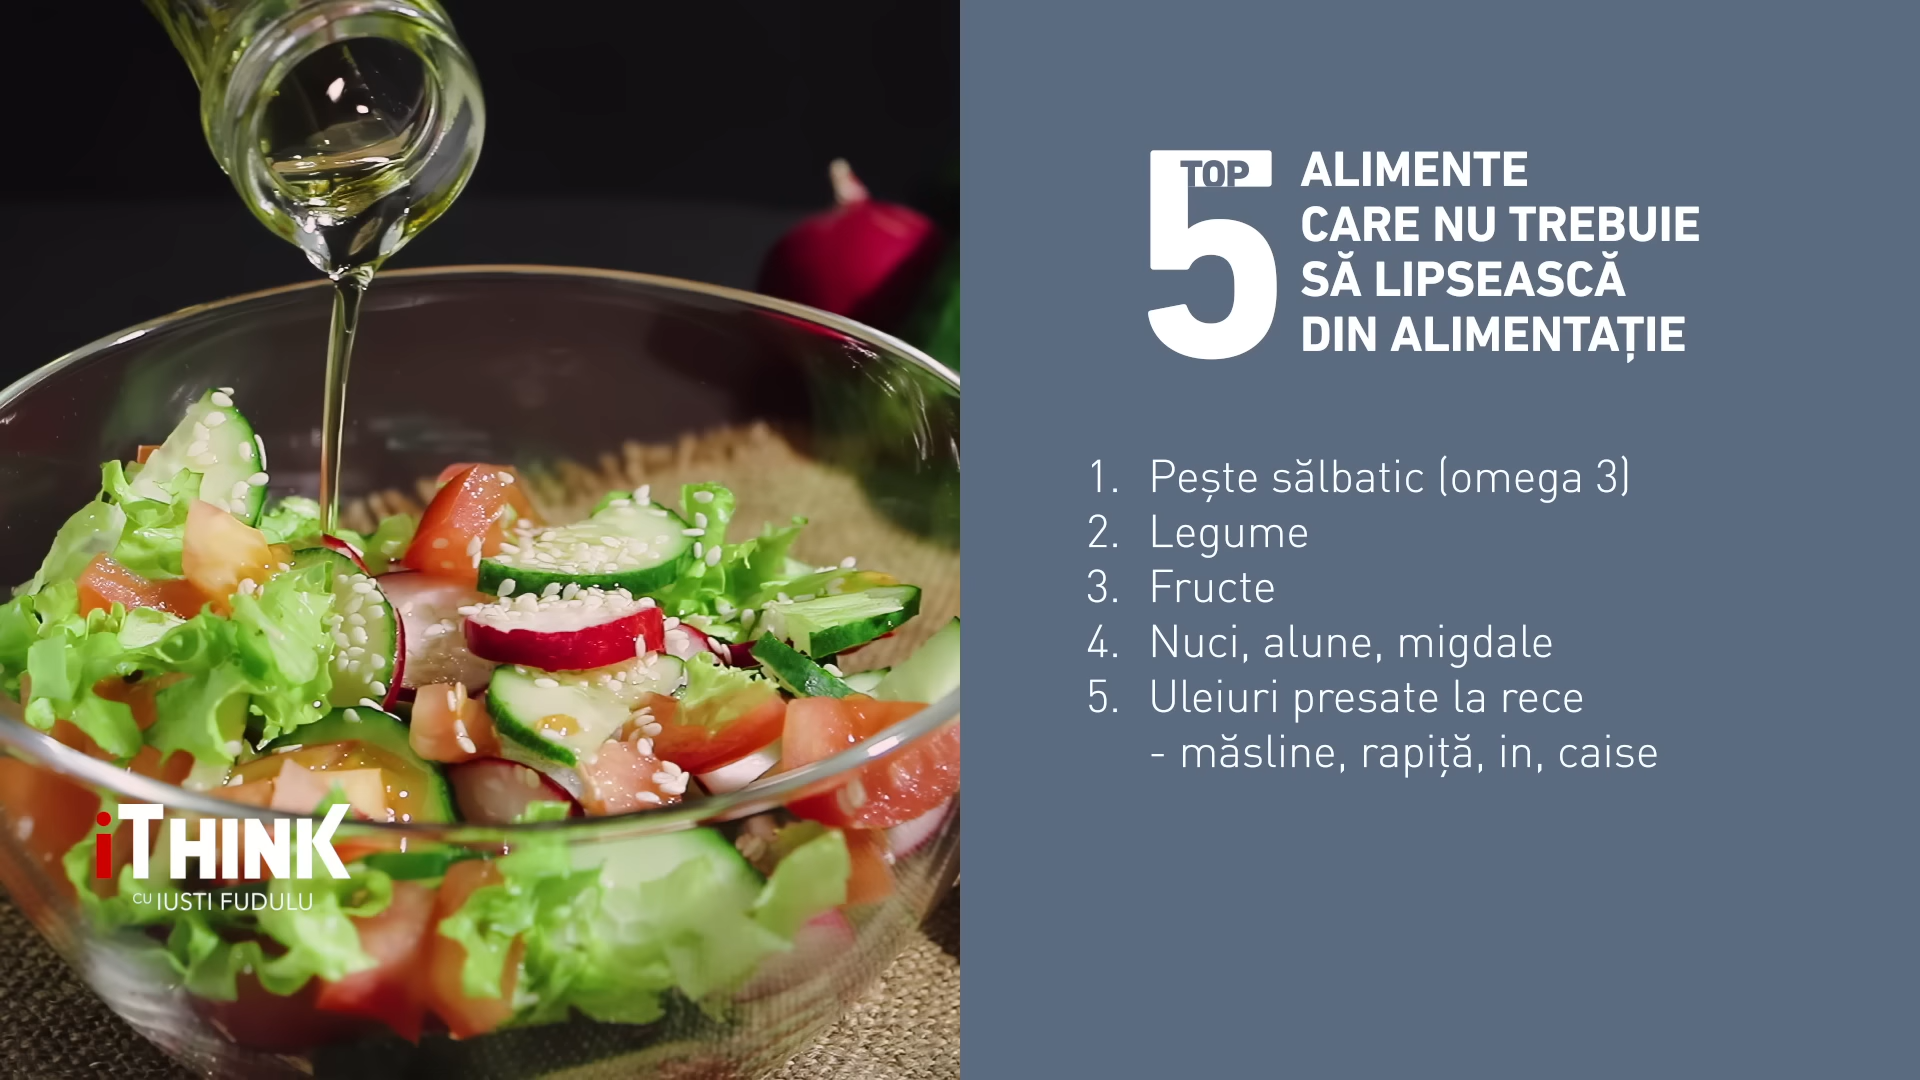 TOP
5
ALIMENTE
CARE NU TREBUIE
SĂ LIPSEASCĂ
DIN ALIMENTAȚIE
1. Pește sălbatic (omega 3)
2. Legume
3. Fructe
4. Nuci, alune, migdale
5. Uleiuri presate la rece
- măsline, rapiță, in, caise
iTHINK
CU IUSTI FUDULU